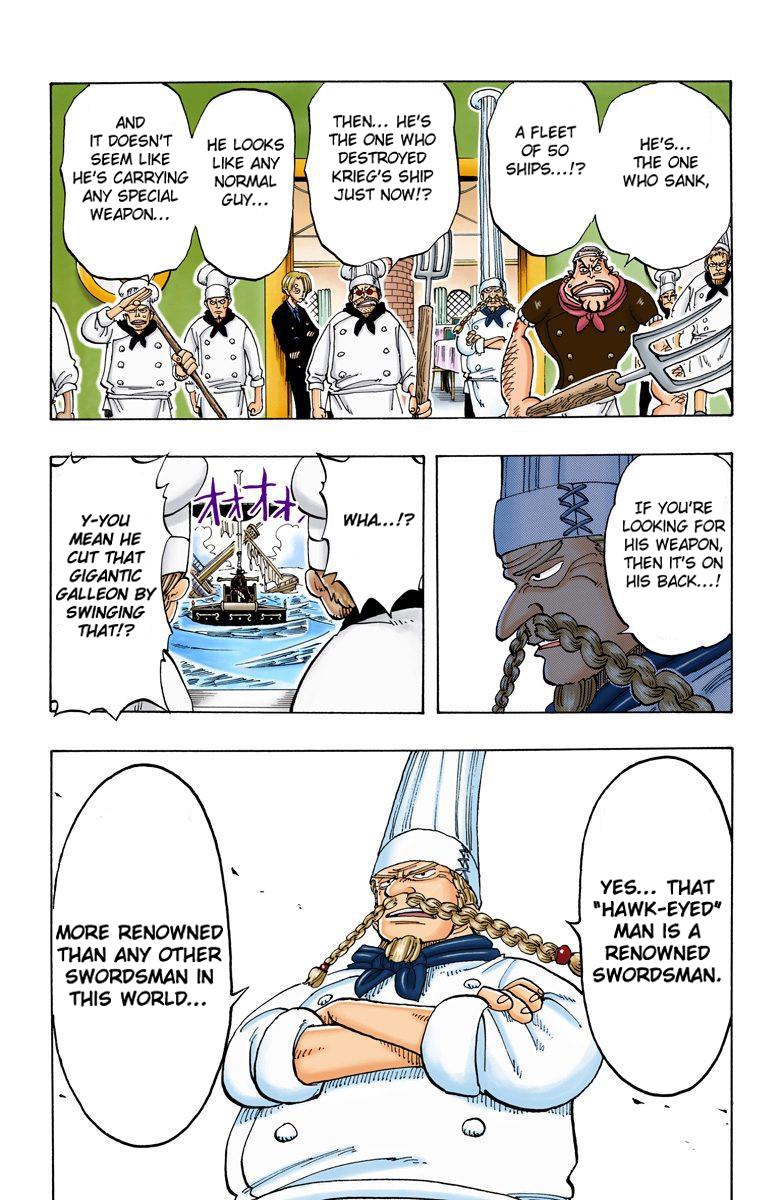 HE'S...
THE ONE
WHO SANK,
A FLEET
OF 50
SHIPS...!?
THEN... HE'S
THE ONE WHO
DESTROYED
KRIEG'S SHIP
JUST NOW!?
HE LOOKS
LIKE ANY
NORMAL
GUY...
AND
IT DOESN'T
SEEM LIKE
HE'S CARRYING
ANY SPECIAL
WEAPON...
IF YOU'RE
LOOKING FOR
HIS WEAPON,
THEN IT'S ON
HIS BACK...!
WHA...!?
オオオオ
Y-YOU
MEAN HE
CUT THAT
GIGANTIC
GALLEON BY
SWINGING
THAT!?
YES... THAT
"HAWK-EYED"
MAN IS A
RENOWNED
SWORDSMAN.
MORE RENOWNED
THAN ANY OTHER
SWORDSMAN IN
THIS WORLD...